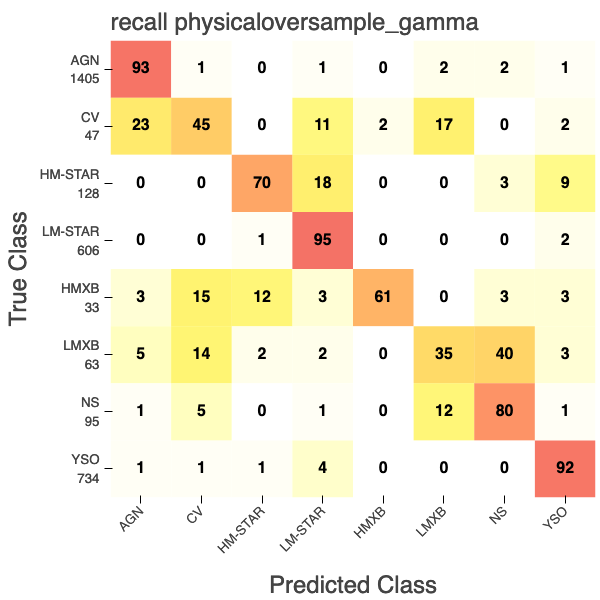 recall physicaloversample_gamma
AGN
1405
93 1 0 1 0 2 2 1
CV
47
23 45 0 11 2 17 0 2
HM-STAR
128
0 0 70 18 0 0 3 9
LM-STAR
606
0 0 1 95 0 0 0 2
HMXB
33
3 15 12 3 61 0 3 3
LMXB
63
5 14 2 2 0 35 40 3
NS
95
1 5 0 1 0 12 80 1
YSO
734
1 1 1 4 0 0 0 92
True Class
AGN CV HM-STAR LM-STAR HMXB LMXB NS YSO
Predicted Class